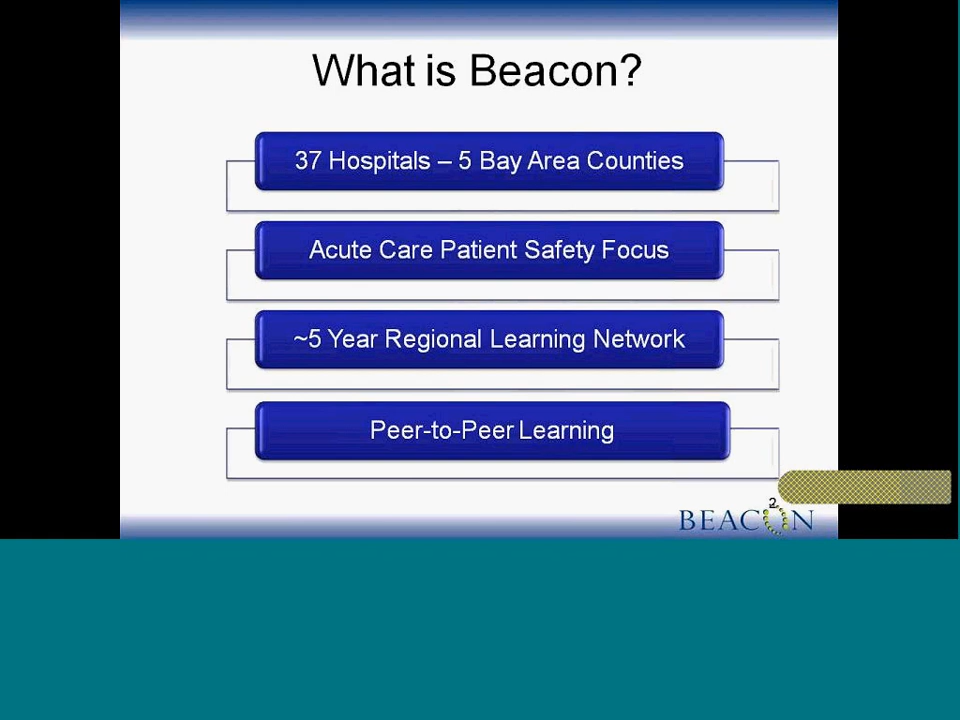 What is Beacon?
37 Hospitals – 5 Bay Area Counties
Acute Care Patient Safety Focus
~5 Year Regional Learning Network
Peer-to-Peer Learning
2
BEACON